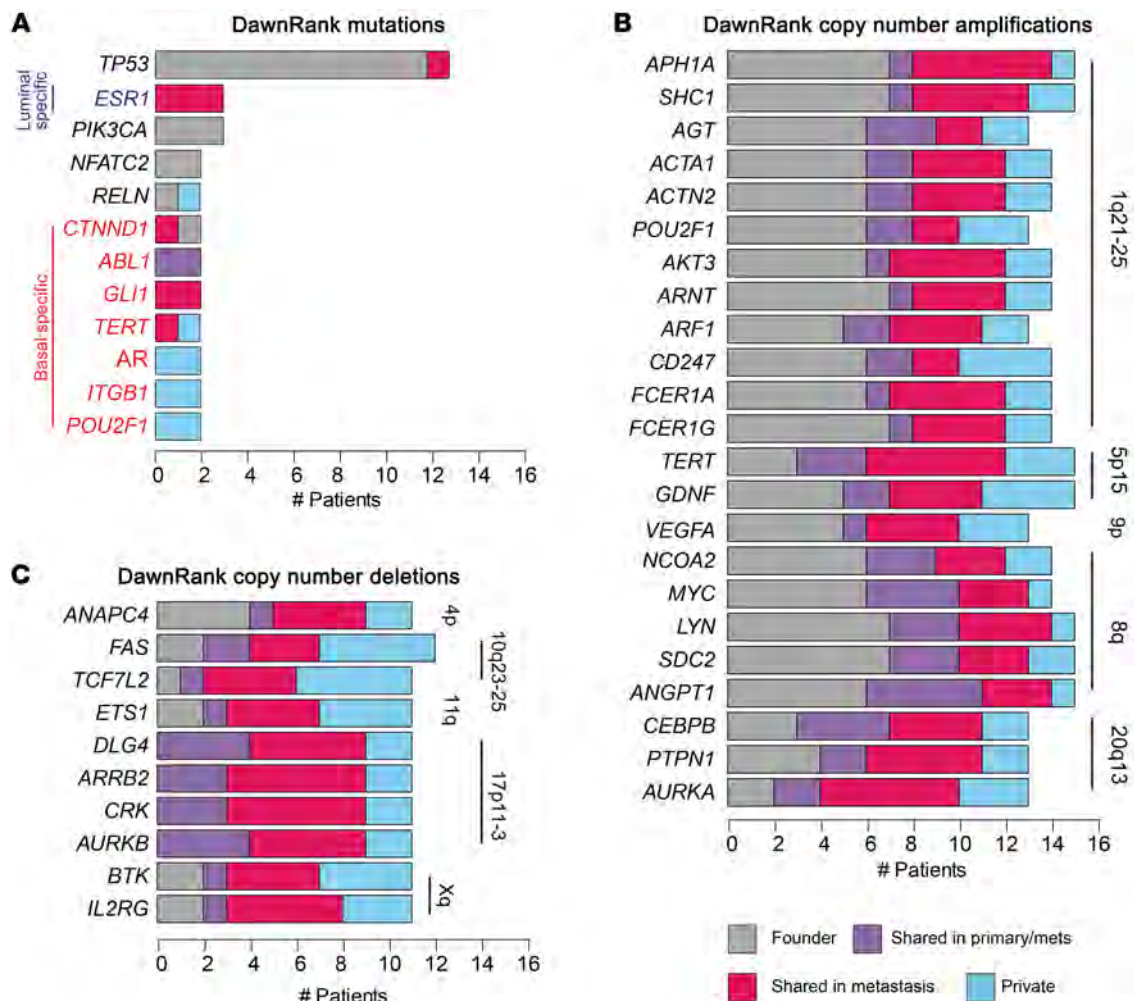 A
DawnRank mutations
TP53
ESR1
PIK3CA
NFATC2
RELN
CTNND1
ABL1
GLI1
TERT
AR
ITGB1
POU2F1
Luminal
specific
Basal specific
0 2 4 6 8 10 12 14 16
# Patients
B
DawnRank copy number amplifications
APH1A
SHC1
AGT
ACTA1
ACTN2
POU2F1
AKT3
ARNT
ARF1
CD247
FCER1A
FCER1G
TERT
GDNF
VEGFA
NCOA2
MYC
LYN
SDC2
ANGPT1
CEBPB
PTPN1
AURKA
1q21-25
5p15
9p
8q
20q13
0 2 4 6 8 10 12 14 16
# Patients
C
DawnRank copy number deletions
ANAPC4
FAS
TCF7L2
ETS1
DLG4
ARRB2
CRK
AURKB
BTK
IL2RG
4p
10q23-25
11q
17p11-3
Xq
0 2 4 6 8 10 12 14 16
# Patients
Founder
Shared in primary/mets
Shared in metastasis
Private